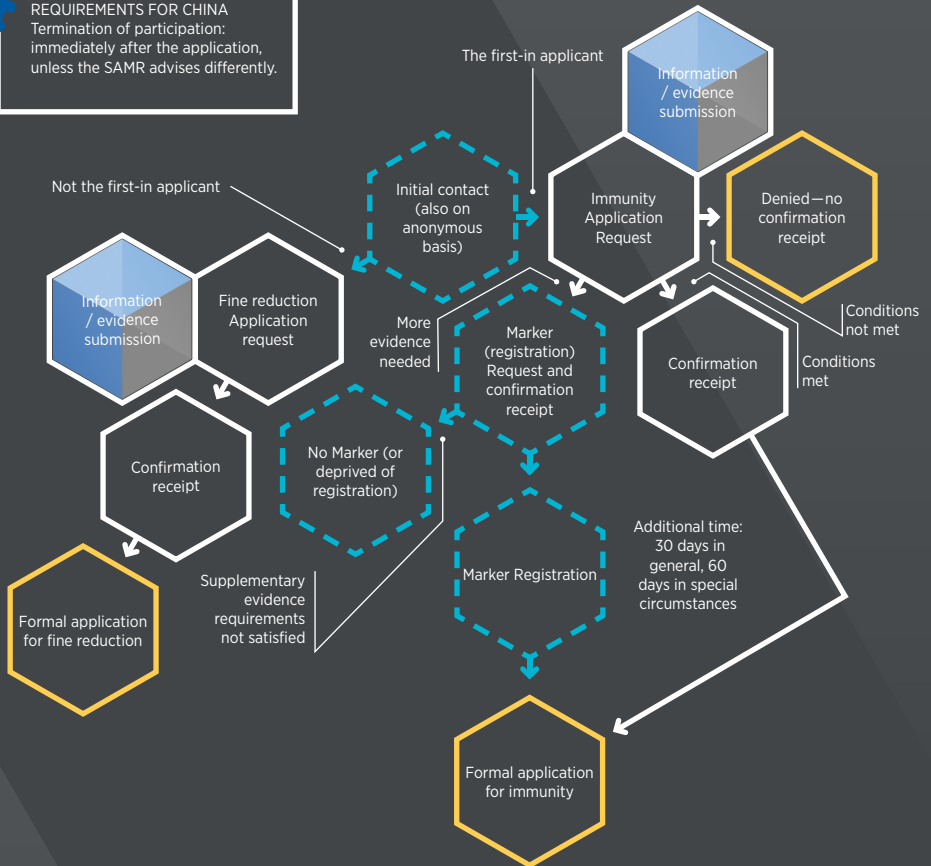 REQUIREMENTS FOR CHINA
Termination of participation:
immediately after the application,
unless the SAMR advises differently.
The first-in applicant
Information
/ evidence
submission
Not the first-in applicant
Initial contact
(also on
anonymous
basis)
Immunity
Application
Request
Denied—no
confirmation
receipt
Information
/ evidence
submission
Fine reduction
Application
request
More
evidence
needed
Marker
(registration)
Request and
confirmation
receipt
Confirmation
receipt
Conditions
not met
Conditions
met
Confirmation
receipt
No Marker (or
deprived of
registration)
Marker Registration
Additional time:
30 days in
general, 60
days in special
circumstances
Supplementary
evidence
requirements
not satisfied
Formal application
for fine reduction
Formal application
for immunity